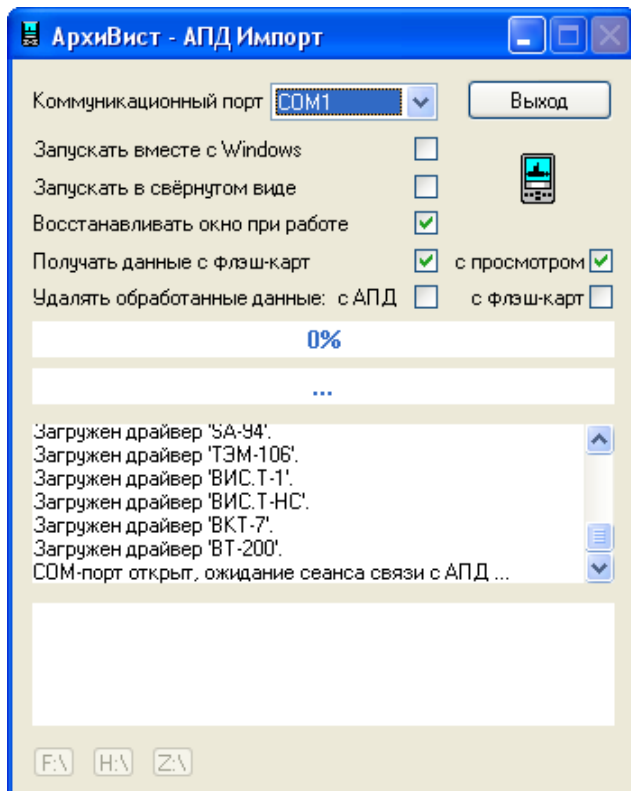 АрхиВист - АПД Импорт
Коммуникационный порт COM1 Выход
Запускать вместе с Windows
Запускать в свёрнутом виде
Восстанавливать окно при работе
Получать данные с флэш-карт с просмотром
Удалять обработанные данные: с АПД с флэш-карт
0%
...
Загружен драйвер 'SA-94'.
Загружен драйвер 'ТЭМ-106'.
Загружен драйвер 'ВИС.Т-1'.
Загружен драйвер 'ВИС.Т-НС'.
Загружен драйвер 'ВКТ-7'.
Загружен драйвер 'ВТ-200'.
COM-порт открыт, ожидание сеанса связи с АПД ...
F:\ H:\ Z:\